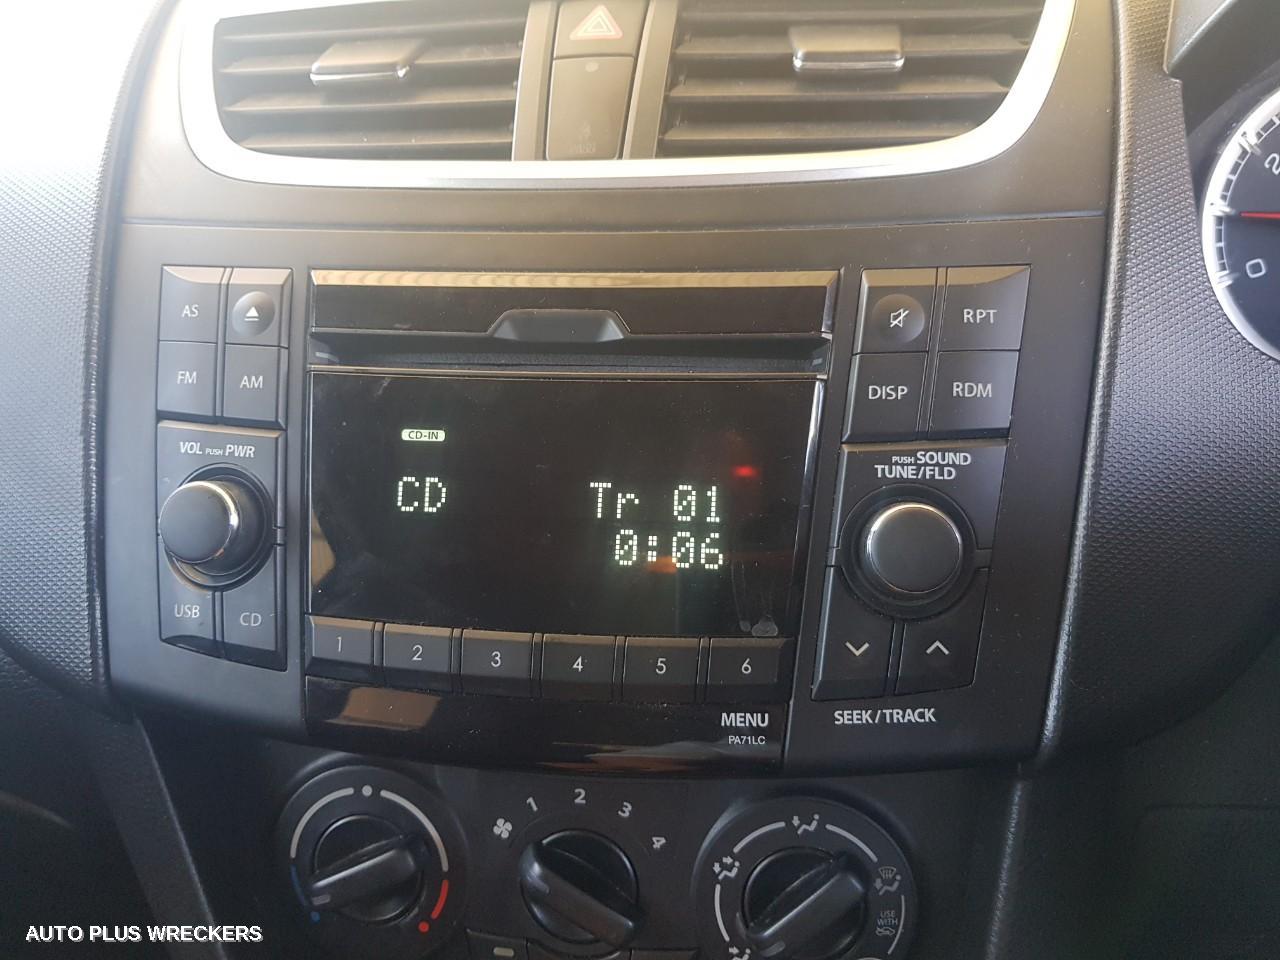 AS
FM
AM
VOL PUSH PWR
USB
CD
CD-IN
CD
Tr 01
0:06
1
2
3
4
5
6
MENU
PA71LC
RPT
DISP
RDM
PUSH SOUND
TUNE/FLD
SEEK/TRACK
1
2
3
4
USE
WITH
2
0
AUTO PLUS WRECKERS